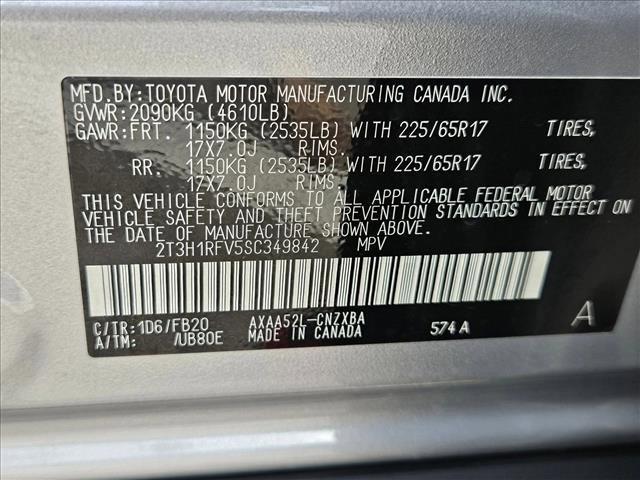 MFD.BY:TOYOTA MOTOR MANUFACTURING CANADA INC.
GVWR:2090KG (4610LB)
GAWR:FRT. 1150KG (2535LB) WITH 225/65R17 TIRES,
17X7.0J RIMS.
RR. 1150KG (2535LB) WITH 225/65R17 TIRES,
17X7.0J RIMS.
THIS VEHICLE CONFORMS TO ALL APPLICABLE FEDERAL MOTOR
VEHICLE SAFETY AND THEFT PREVENTION STANDARDS IN EFFECT ON
THE DATE OF MANUFACTURE SHOWN ABOVE.
2T3H1RFV5SC349842 MPV
C/TR:1D6/FB20 AXAA52L-CNZXBA 574A A
A/TM: /UB80E MADE IN CANADA